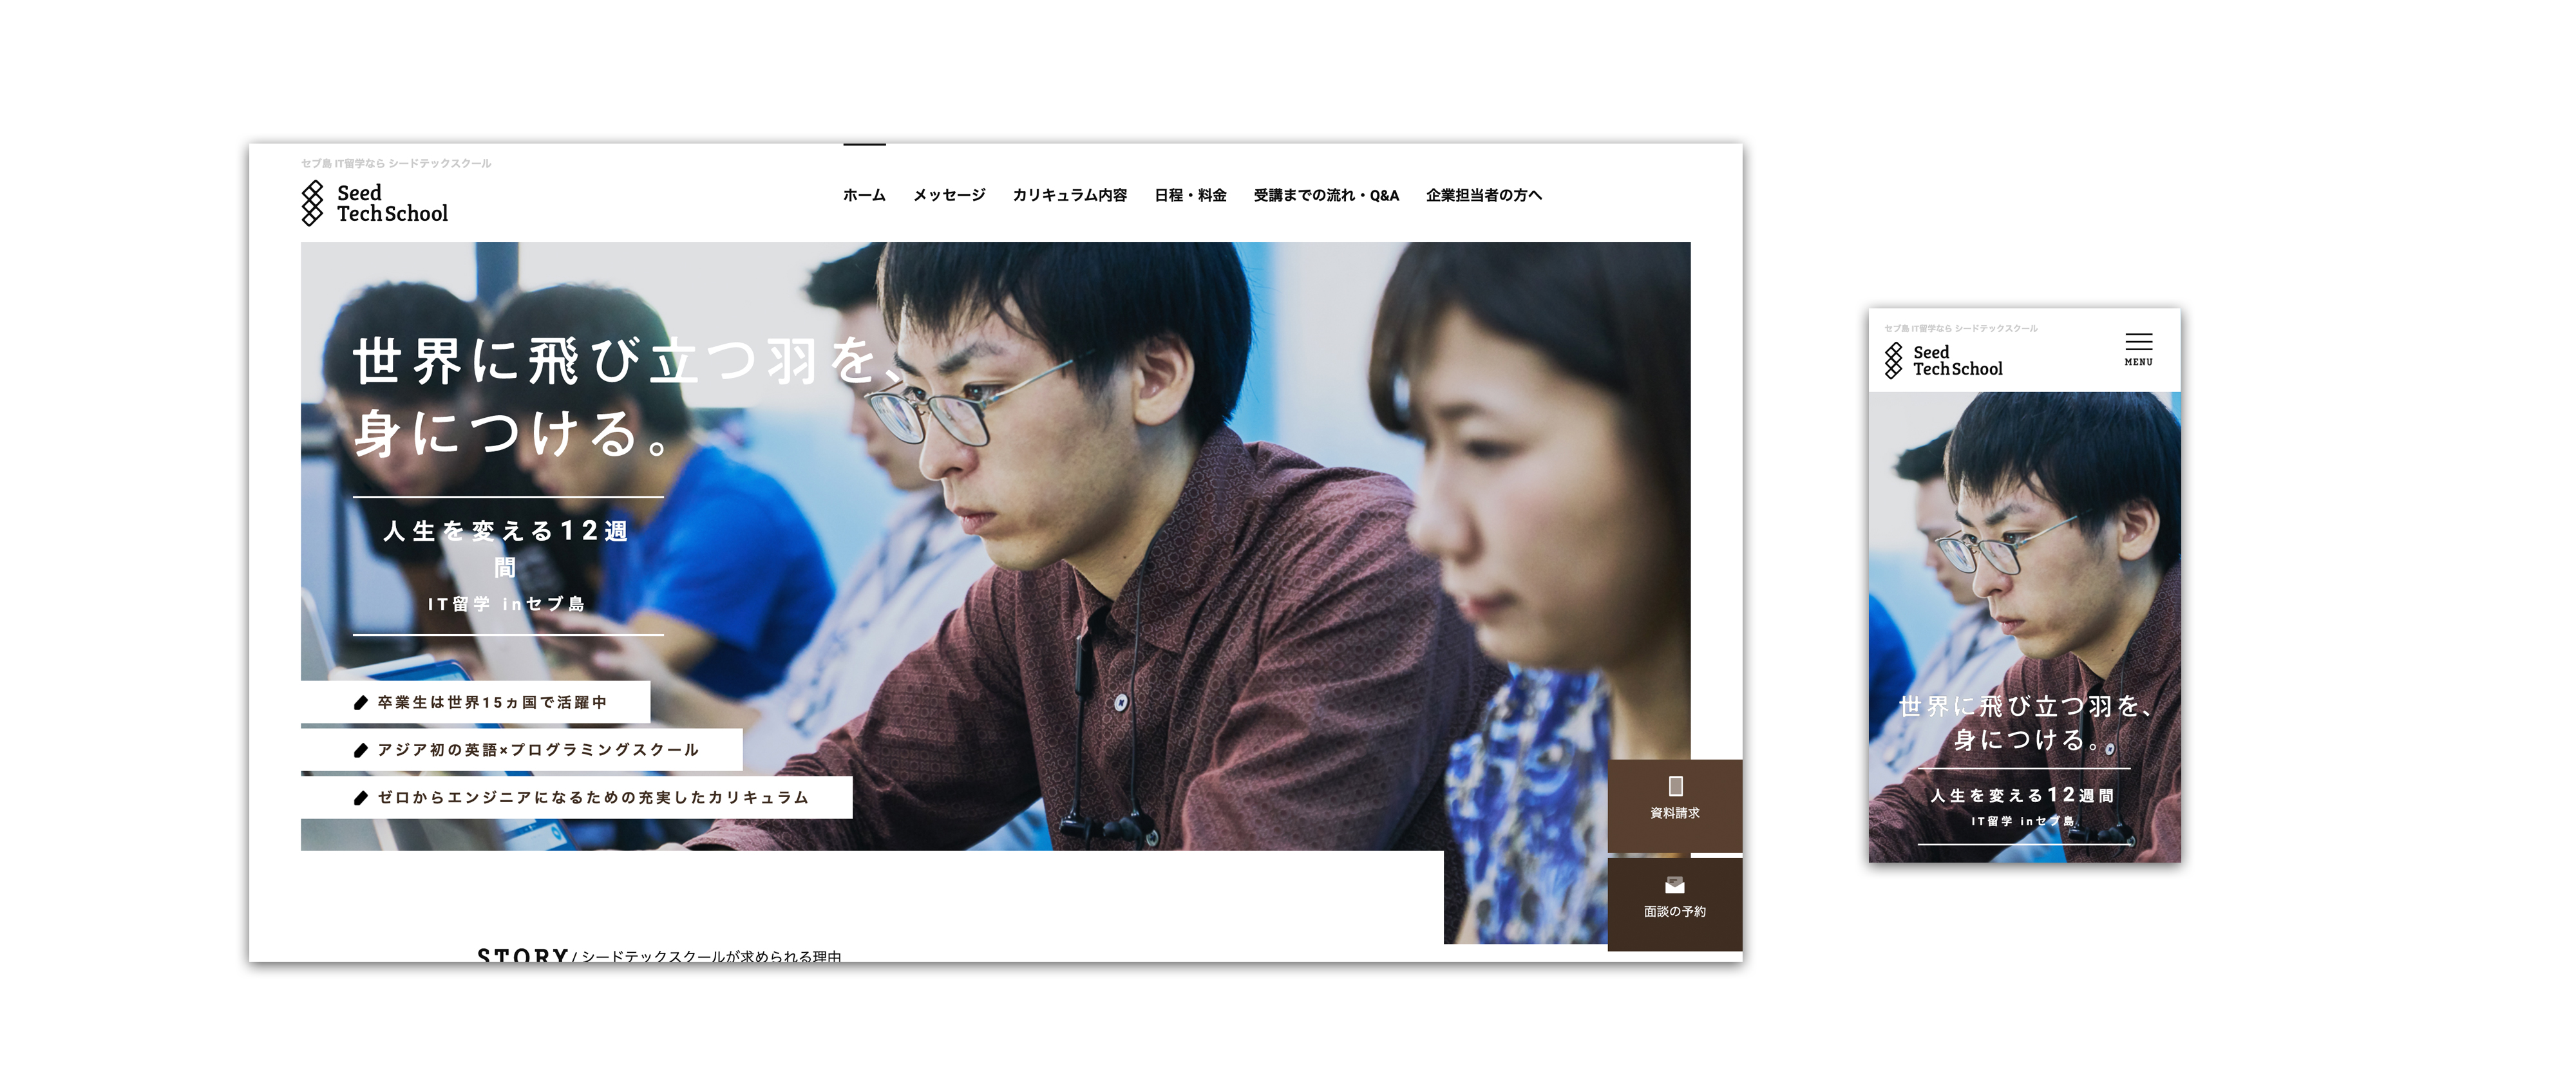 セブ島 IT留学なら シードテックスクール
Seed
Tech School
ホーム メッセージ カリキュラム内容 日程・料金 受講までの流れ・Q&A 企業担当者の方へ
世界に飛び立つ羽を、
身につける。
人生を変える12週
間
IT留学 inセブ島
卒業生は世界15ヵ国で活躍中
アジア初の英語×プログラミングスクール
ゼロからエンジニアになるための充実したカリキュラム
資料請求
面談の予約
STORY / シードテックスクールが求められる理由
セブ島 IT留学なら シードテックスクール
Seed
Tech School
MENU
世界に飛び立つ羽を、
身につける。
人生を変える12週間
IT留学 inセブ島